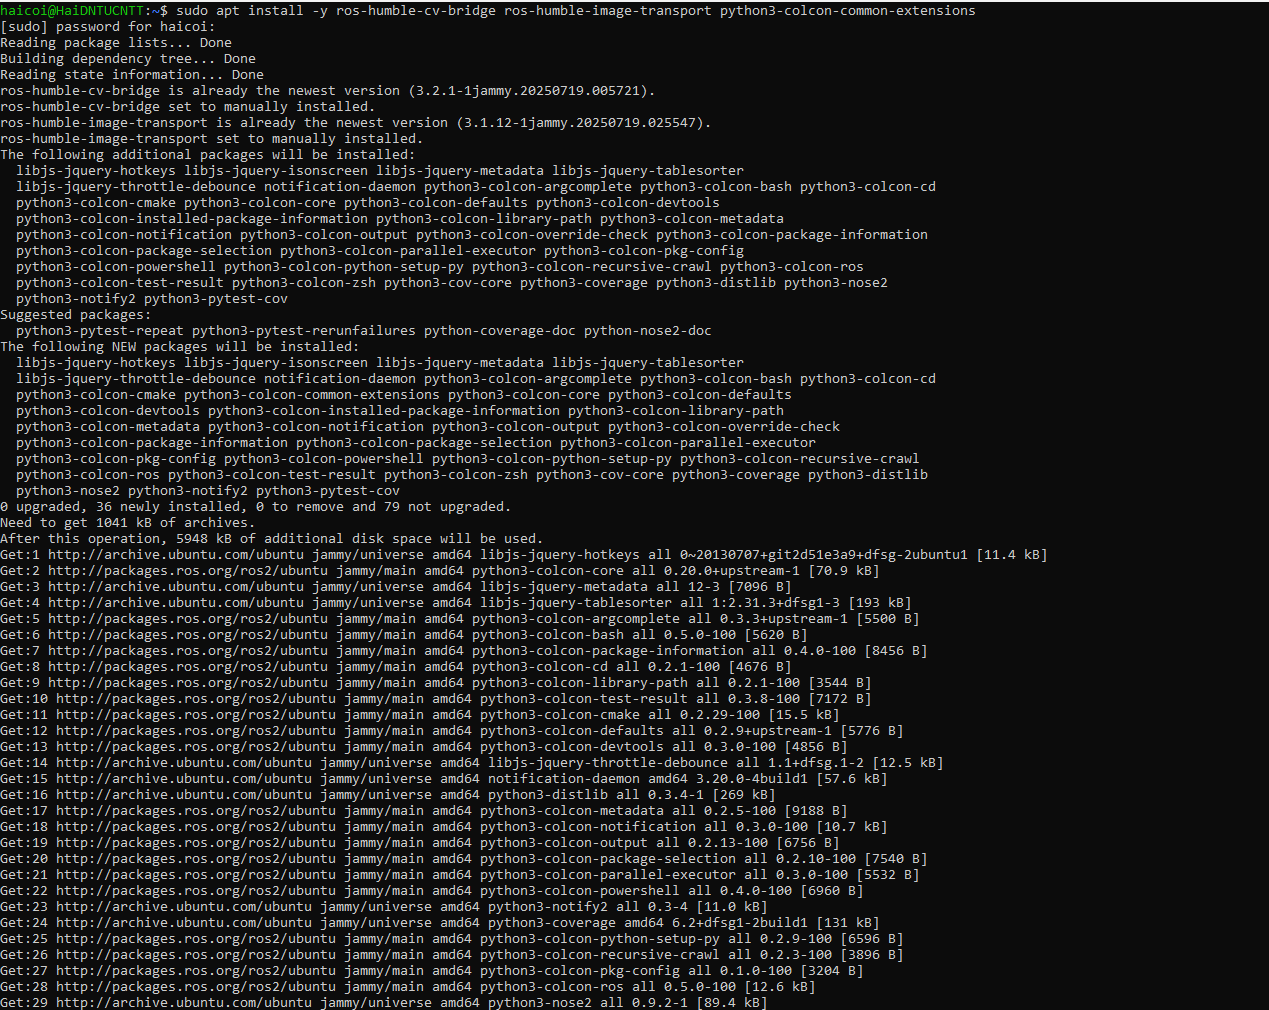 haicoi@HaiDNTUCNTT:~$ sudo apt install -y ros-humble-cv-bridge ros-humble-image-transport python3-colcon-common-extensions
[sudo] password for haicoi:
Reading package lists... Done
Building dependency tree... Done
Reading state information... Done
ros-humble-cv-bridge is already the newest version (3.2.1-1jammy.20250719.005721).
ros-humble-cv-bridge set to manually installed.
ros-humble-image-transport is already the newest version (3.1.12-1jammy.20250719.025547).
ros-humble-image-transport set to manually installed.
The following additional packages will be installed:
  libjs-jquery-hotkeys libjs-jquery-isonscreen libjs-jquery-metadata libjs-jquery-tablesorter
  libjs-jquery-throttle-debounce notification-daemon python3-colcon-argcomplete python3-colcon-bash python3-colcon-cd
  python3-colcon-cmake python3-colcon-core python3-colcon-defaults python3-colcon-devtools
  python3-colcon-installed-package-information python3-colcon-library-path python3-colcon-metadata
  python3-colcon-notification python3-colcon-output python3-colcon-override-check python3-colcon-package-information
  python3-colcon-package-selection python3-colcon-parallel-executor python3-colcon-pkg-config
  python3-colcon-powershell python3-colcon-python-setup-py python3-colcon-recursive-crawl python3-colcon-ros
  python3-colcon-test-result python3-colcon-zsh python3-cov-core python3-coverage python3-distlib python3-nose2
  python3-notify2 python3-pytest-cov
Suggested packages:
  python3-pytest-repeat python3-pytest-rerunfailures python-coverage-doc python-nose2-doc
The following NEW packages will be installed:
  libjs-jquery-hotkeys libjs-jquery-isonscreen libjs-jquery-metadata libjs-jquery-tablesorter
  libjs-jquery-throttle-debounce notification-daemon python3-colcon-argcomplete python3-colcon-bash python3-colcon-cd
  python3-colcon-cmake python3-colcon-common-extensions python3-colcon-core python3-colcon-defaults
  python3-colcon-devtools python3-colcon-installed-package-information python3-colcon-library-path
  python3-colcon-metadata python3-colcon-notification python3-colcon-output python3-colcon-override-check
  python3-colcon-package-information python3-colcon-package-selection python3-colcon-parallel-executor
  python3-colcon-pkg-config python3-colcon-powershell python3-colcon-python-setup-py python3-colcon-recursive-crawl
  python3-colcon-ros python3-colcon-test-result python3-colcon-zsh python3-cov-core python3-coverage python3-distlib
  python3-nose2 python3-notify2 python3-pytest-cov
0 upgraded, 36 newly installed, 0 to remove and 79 not upgraded.
Need to get 1041 kB of archives.
After this operation, 5948 kB of additional disk space will be used.
Get:1 http://archive.ubuntu.com/ubuntu jammy/universe amd64 libjs-jquery-hotkeys all 0~20130707+git2d51e3a9+dfsg-2ubuntu1 [11.4 kB]
Get:2 http://packages.ros.org/ros2/ubuntu jammy/main amd64 python3-colcon-core all 0.20.0+upstream-1 [70.9 kB]
Get:3 http://archive.ubuntu.com/ubuntu jammy/universe amd64 libjs-jquery-metadata all 12-3 [7096 B]
Get:4 http://archive.ubuntu.com/ubuntu jammy/universe amd64 libjs-jquery-tablesorter all 1:2.31.3+dfsg1-3 [193 kB]
Get:5 http://packages.ros.org/ros2/ubuntu jammy/main amd64 python3-colcon-argcomplete all 0.3.3+upstream-1 [5500 B]
Get:6 http://packages.ros.org/ros2/ubuntu jammy/main amd64 python3-colcon-bash all 0.5.0-100 [5620 B]
Get:7 http://packages.ros.org/ros2/ubuntu jammy/main amd64 python3-colcon-package-information all 0.4.0-100 [8456 B]
Get:8 http://packages.ros.org/ros2/ubuntu jammy/main amd64 python3-colcon-cd all 0.2.1-100 [4676 B]
Get:9 http://packages.ros.org/ros2/ubuntu jammy/main amd64 python3-colcon-library-path all 0.2.1-100 [3544 B]
Get:10 http://packages.ros.org/ros2/ubuntu jammy/main amd64 python3-colcon-test-result all 0.3.8-100 [7172 B]
Get:11 http://packages.ros.org/ros2/ubuntu jammy/main amd64 python3-colcon-cmake all 0.2.29-100 [15.5 kB]
Get:12 http://packages.ros.org/ros2/ubuntu jammy/main amd64 python3-colcon-defaults all 0.2.9+upstream-1 [5776 B]
Get:13 http://packages.ros.org/ros2/ubuntu jammy/main amd64 python3-colcon-devtools all 0.3.0-100 [4856 B]
Get:14 http://archive.ubuntu.com/ubuntu jammy/universe amd64 libjs-jquery-throttle-debounce all 1.1+dfsg.1-2 [12.5 kB]
Get:15 http://archive.ubuntu.com/ubuntu jammy/universe amd64 notification-daemon amd64 3.20.0-4build1 [57.6 kB]
Get:16 http://archive.ubuntu.com/ubuntu jammy/universe amd64 python3-distlib all 0.3.4-1 [269 kB]
Get:17 http://packages.ros.org/ros2/ubuntu jammy/main amd64 python3-colcon-metadata all 0.2.5-100 [9188 B]
Get:18 http://packages.ros.org/ros2/ubuntu jammy/main amd64 python3-colcon-notification all 0.3.0-100 [10.7 kB]
Get:19 http://packages.ros.org/ros2/ubuntu jammy/main amd64 python3-colcon-output all 0.2.13-100 [6756 B]
Get:20 http://packages.ros.org/ros2/ubuntu jammy/main amd64 python3-colcon-package-selection all 0.2.10-100 [7540 B]
Get:21 http://packages.ros.org/ros2/ubuntu jammy/main amd64 python3-colcon-parallel-executor all 0.3.0-100 [5532 B]
Get:22 http://packages.ros.org/ros2/ubuntu jammy/main amd64 python3-colcon-powershell all 0.4.0-100 [6960 B]
Get:23 http://archive.ubuntu.com/ubuntu jammy/universe amd64 python3-notify2 all 0.3-4 [11.0 kB]
Get:24 http://archive.ubuntu.com/ubuntu jammy/universe amd64 python3-coverage amd64 6.2+dfsg1-2build1 [131 kB]
Get:25 http://packages.ros.org/ros2/ubuntu jammy/main amd64 python3-colcon-python-setup-py all 0.2.9-100 [6596 B]
Get:26 http://packages.ros.org/ros2/ubuntu jammy/main amd64 python3-colcon-recursive-crawl all 0.2.3-100 [3896 B]
Get:27 http://packages.ros.org/ros2/ubuntu jammy/main amd64 python3-colcon-pkg-config all 0.1.0-100 [3204 B]
Get:28 http://packages.ros.org/ros2/ubuntu jammy/main amd64 python3-colcon-ros all 0.5.0-100 [12.6 kB]
Get:29 http://archive.ubuntu.com/ubuntu jammy/universe amd64 python3-nose2 all 0.9.2-1 [89.4 kB]